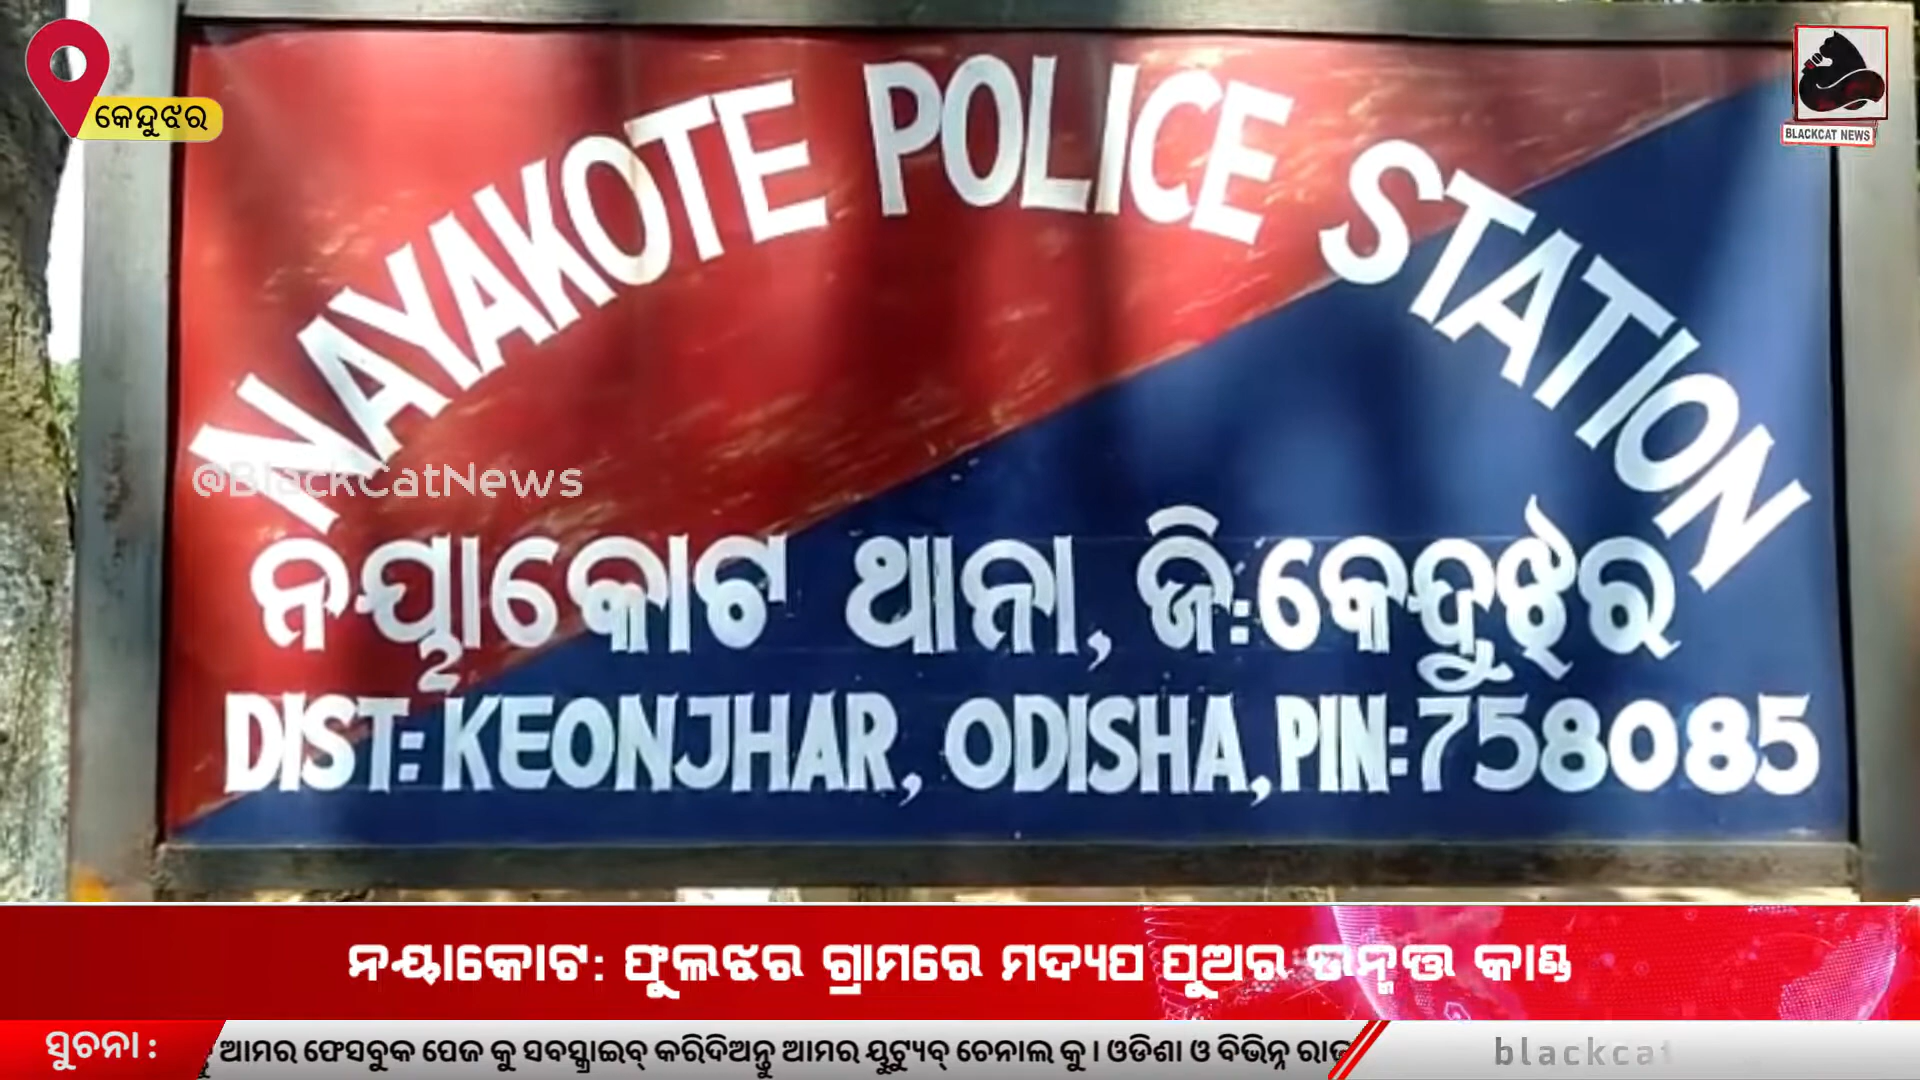 କେନ୍ଦୁଝର
BLACKCAT NEWS
NAYAKOTE POLICE STATION
@BlackCatNews
ନୟାକୋଟ ଥାନା, ଜି:କେନ୍ଦୁଝର
DIST: KEONJHAR, ODISHA, PIN:758085
ନୟାକୋଟ: ଫୁଲଝର ଗ୍ରାମରେ ମଦ୍ୟପ ପୁଅର ଉନ୍ମତ୍ତ କାଣ୍ଡ
ସୁଚନା :
ଆମର ଫେସବୁକ ପେଜ କୁ ସବସ୍କ୍ରାଇବ୍ କରିଦିଅନ୍ତୁ ଆମର ୟୁଟ୍ୟୁବ୍ ଚେନାଲ କୁ । ଓଡିଶା ଓ ବିଭିନ୍ନ
blackcat